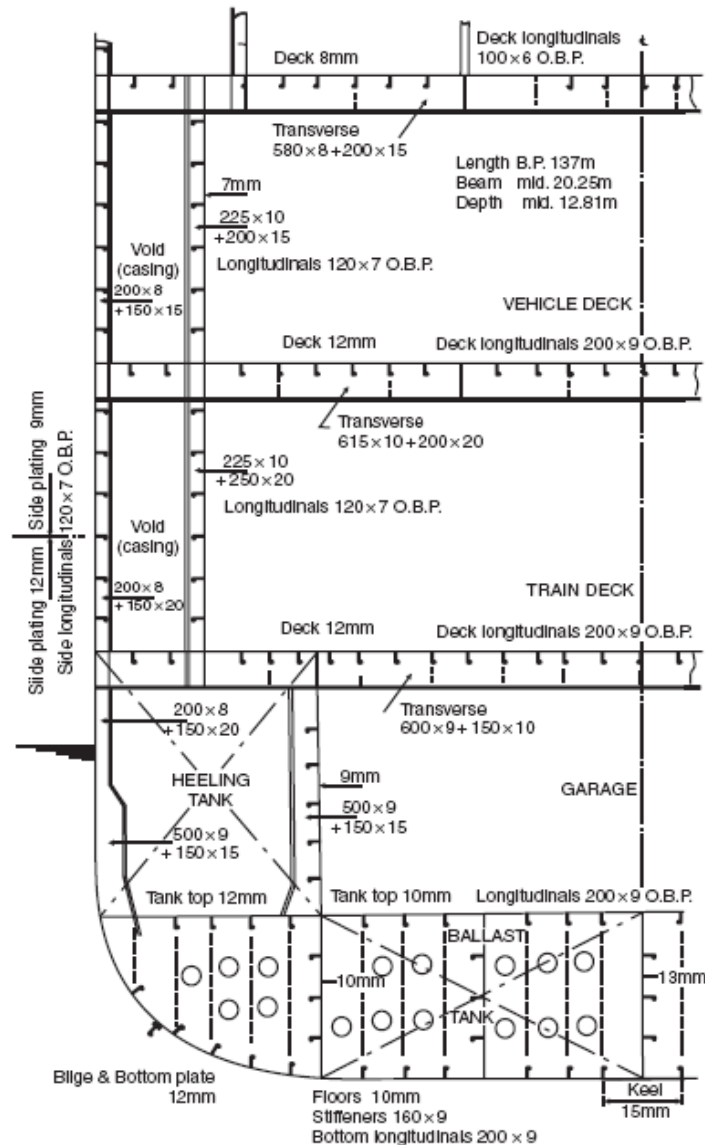 Deck 8mm
Deck longitudinals
100×6 O.B.P.
Transverse
580×8+200×15
Length B.P. 137m
Beam mld. 20.25m
Depth mld. 12.81m
7mm
225×10
+200×15
Void
(casing)
Longitudinals 120×7 O.B.P.
200×8
+150×15
VEHICLE DECK
Deck 12mm
Deck longitudinals 200×9 O.B.P.
Transverse
615×10+200×20
Side plating 9mm
Side longitudinals 120×7 O.B.P.
Slide plating 12mm
225×10
+250×20
Longitudinals 120×7 O.B.P.
Void
(casing)
200×8
+150×20
TRAIN DECK
Deck 12mm
Deck longitudinals 200×9 O.B.P.
200×8
+150×20
Transverse
600×9+150×10
HEELING
TANK
9mm
GARAGE
500×9
+150×15
500×9
+150×15
Tank top 12mm
Tank top 10mm
Longitudinals 200×9 O.B.P.
BALLAST
10mm
13mm
TANK
Bilge & Bottom plate
12mm
Floors 10mm
Stiffeners 160×9
Bottom longitudinals 200×9
Keel
15mm